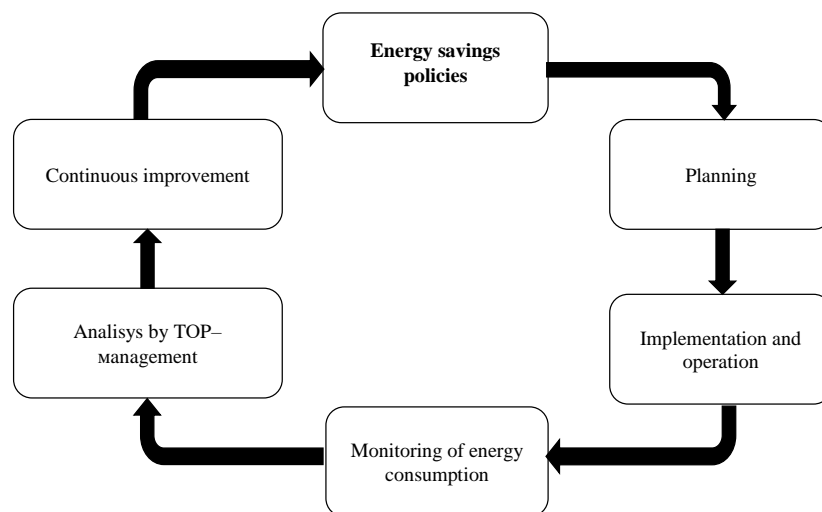 Energy savings
policies
Continuous improvement
Planning
Analisys by TOP–
мanagement
Implementation and
operation
Monitoring of energy
consumption